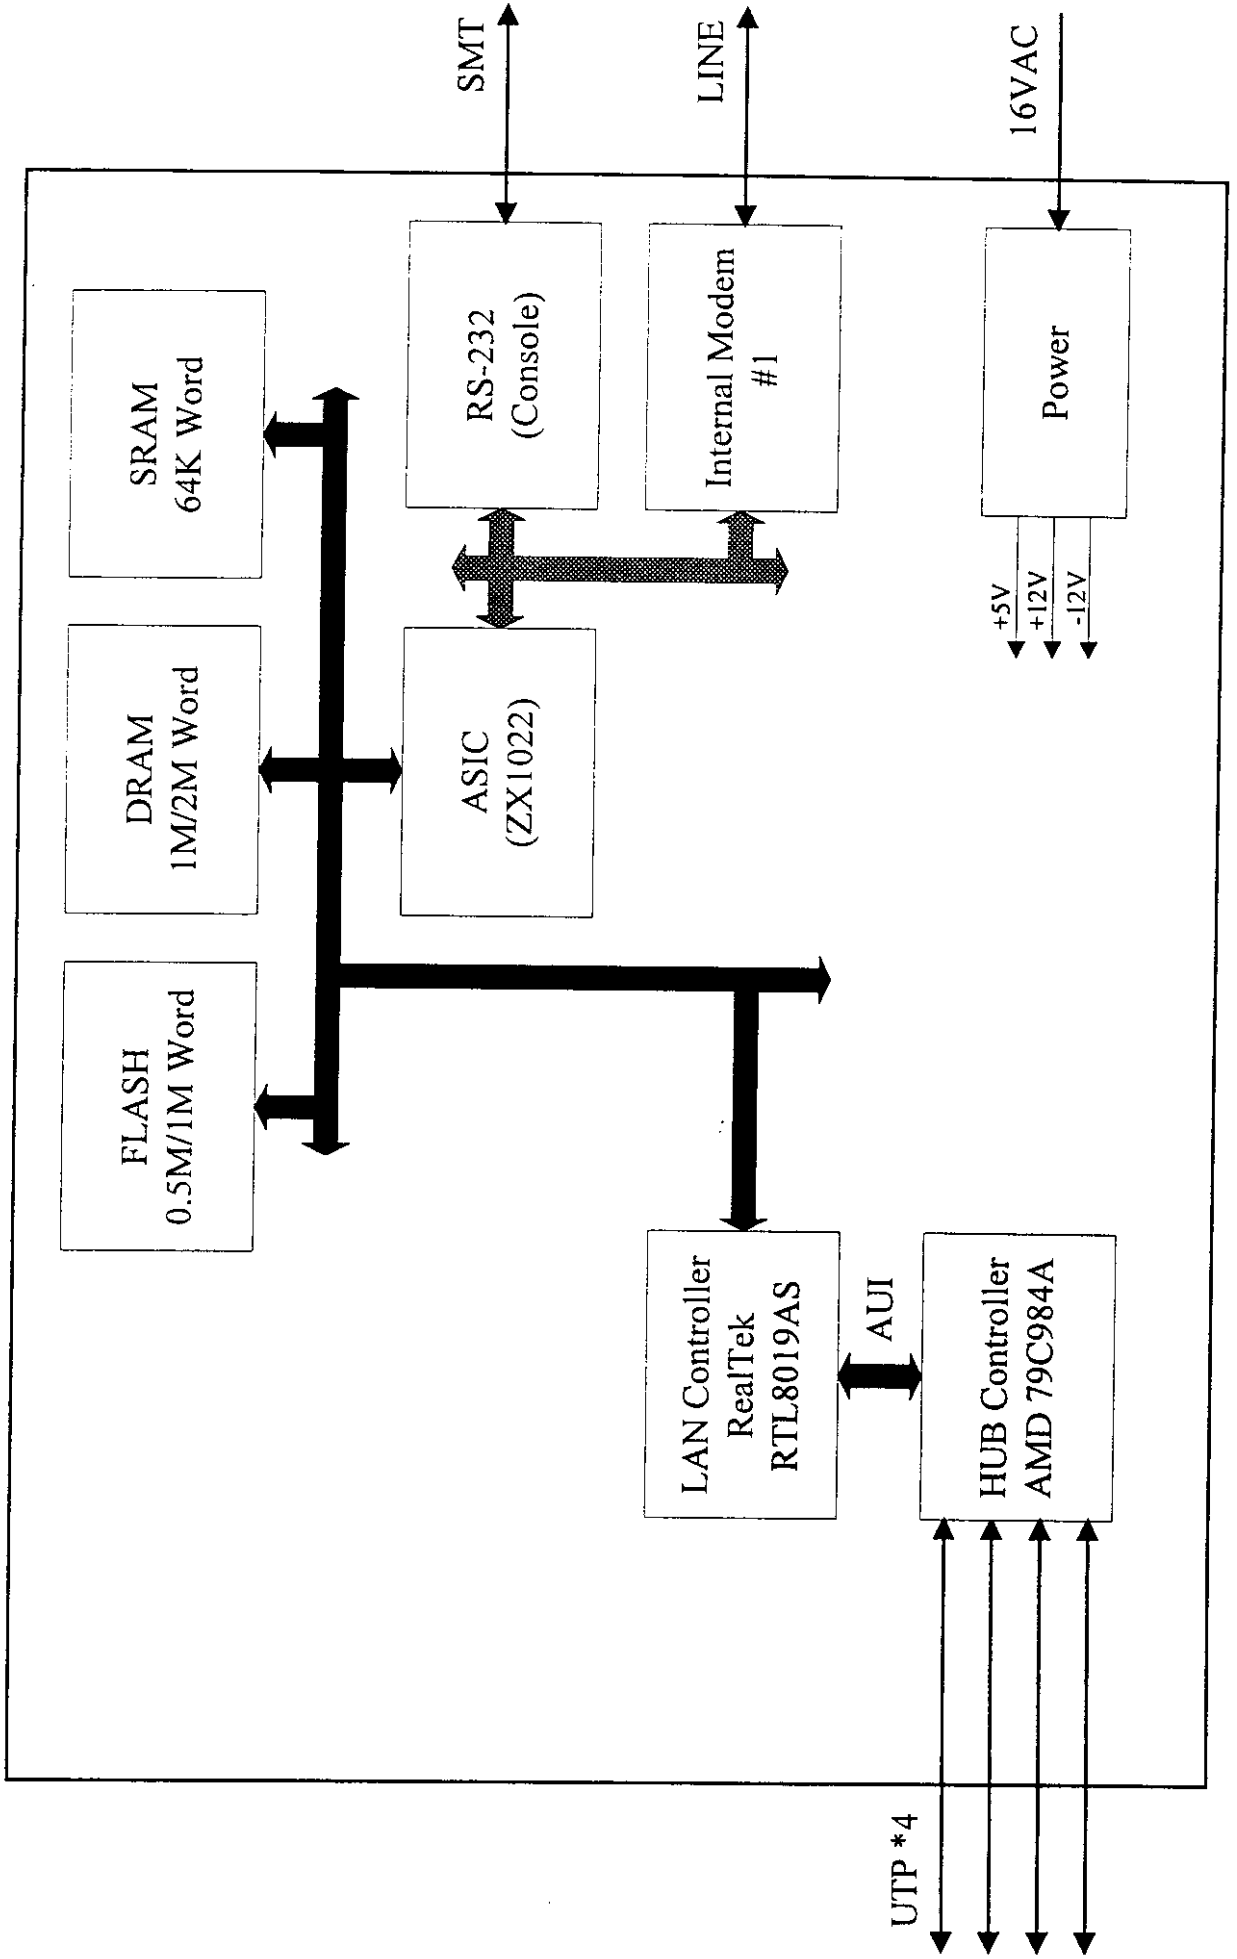 FLASH
0.5M/1M Word
DRAM
1M/2M Word
SRAM
64K Word
ASIC
(ZX1022)
RS-232
(Console)
SMT
LAN Controller
RealTek
RTL8019AS
Internal Modem
#1
LINE
AUI
UTP *4
HUB Controller
AMD 79C984A
+5V
+12V
-12V
Power
16VAC